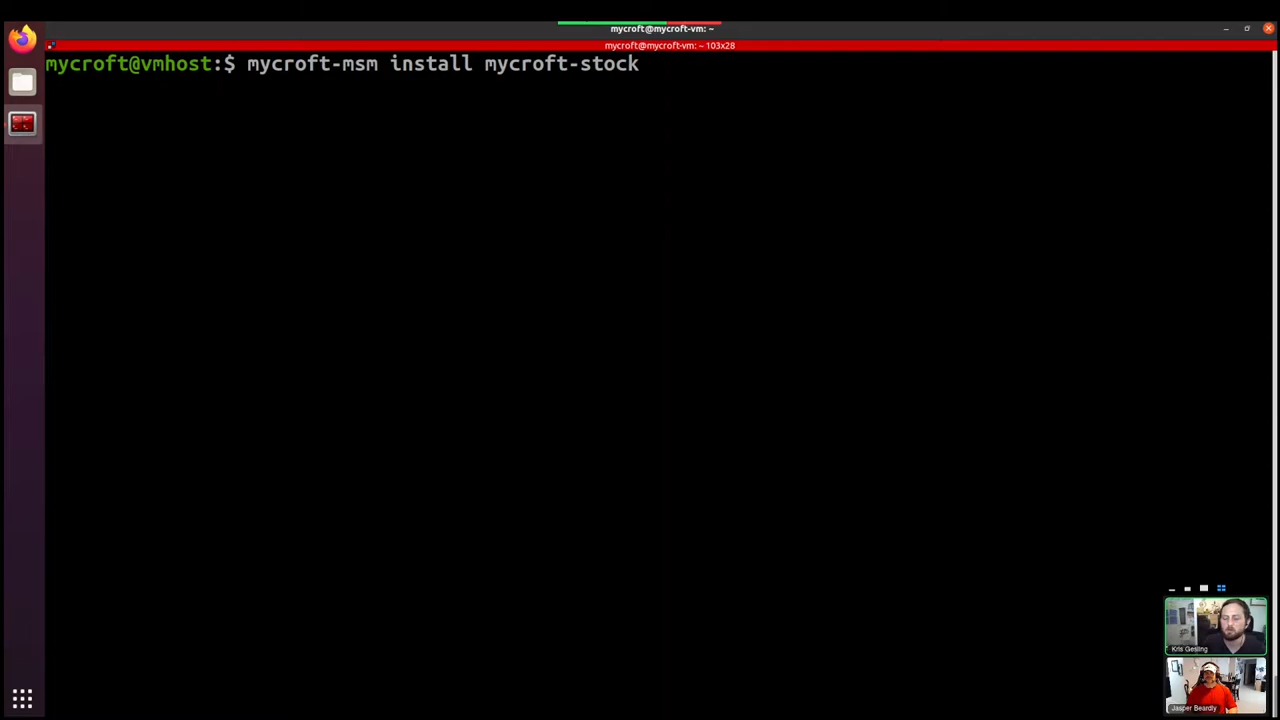 mycroft@mycroft-vm: ~
mycroft@mycroft-vm: ~ 103x28
mycroft@vmhost:$ mycroft-msm install mycroft-stock
Kris Gesling
Jasper Beardly